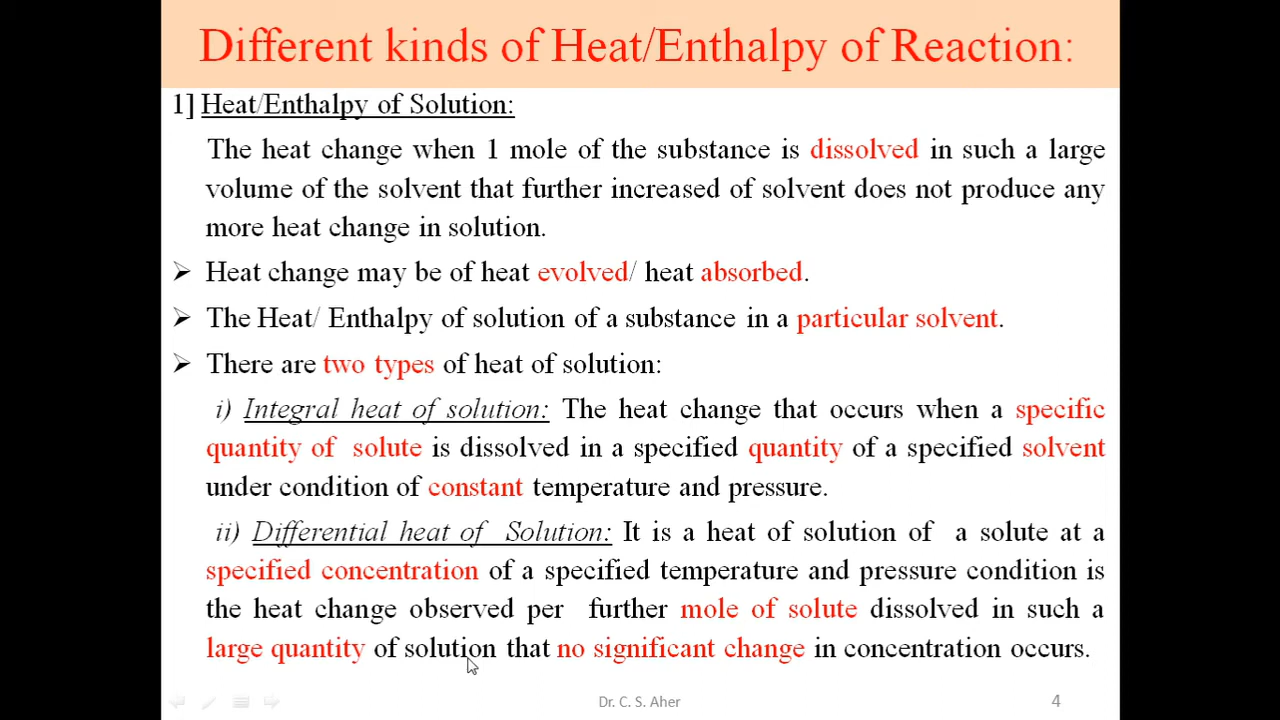 Different kinds of Heat/Enthalpy of Reaction:
1] Heat/Enthalpy of Solution:
The heat change when 1 mole of the substance is dissolved in such a large
volume of the solvent that further increased of solvent does not produce any
more heat change in solution.
➢ Heat change may be of heat evolved/ heat absorbed.
➢ The Heat/ Enthalpy of solution of a substance in a particular solvent.
➢ There are two types of heat of solution:
i) Integral heat of solution: The heat change that occurs when a specific
quantity of solute is dissolved in a specified quantity of a specified solvent
under condition of constant temperature and pressure.
ii) Differential heat of Solution: It is a heat of solution of a solute at a
specified concentration of a specified temperature and pressure condition is
the heat change observed per further mole of solute dissolved in such a
large quantity of solution that no significant change in concentration occurs.
Dr. C. S. Aher
4